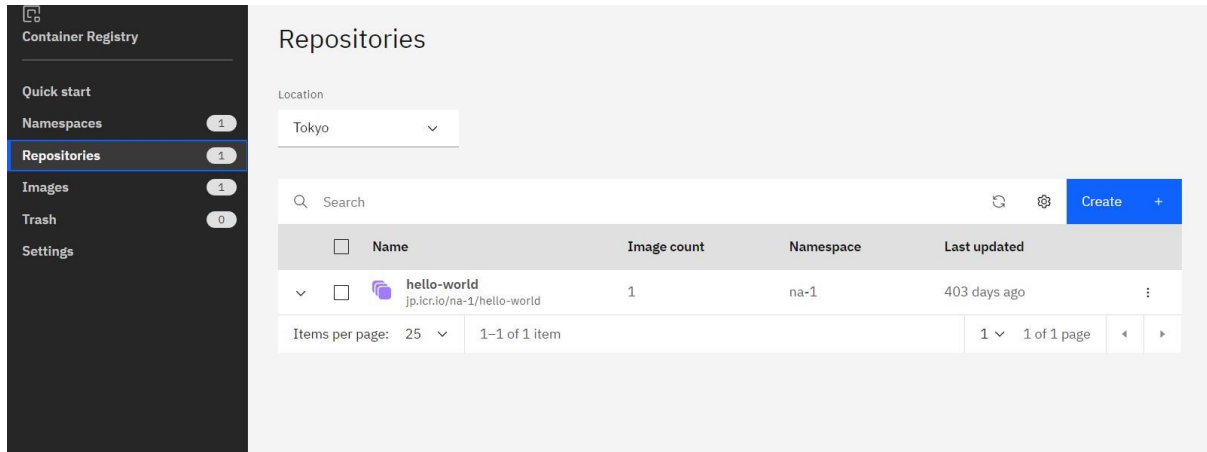 Container Registry
Quick start
Namespaces 1
Repositories 1
Images 1
Trash 0
Settings
Repositories
Location
Tokyo
Search
Create +
Name Image count Namespace Last updated
hello-world 1 na-1 403 days ago
jp.icr.io/na-1/hello-world
Items per page: 25 1–1 of 1 item 1 1 of 1 page